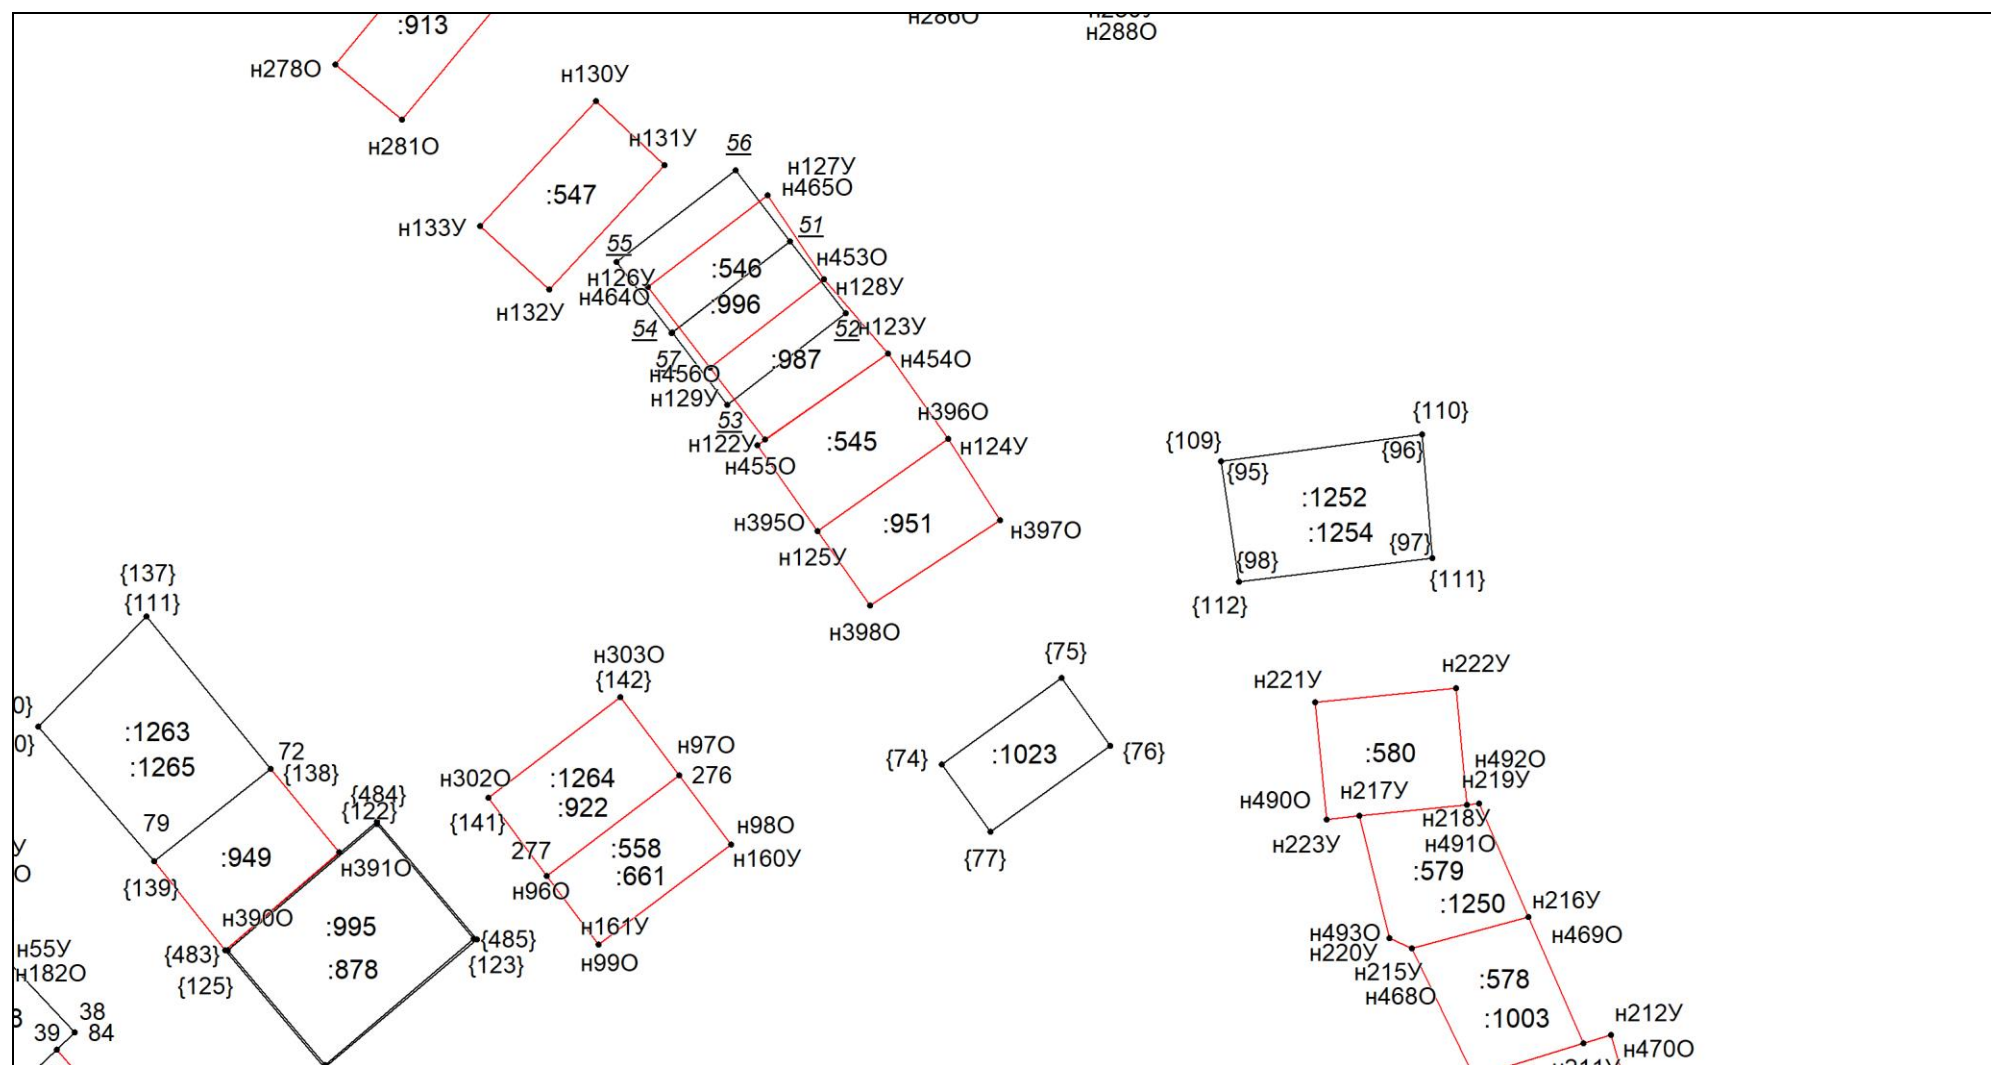 :913
н286О
н288О
н278О
н281О
н130У
н131У
:547
н133У
н132У
56
н127У
н465О
51
55
н126У
н464О
:546
:996
н453О
н128У
54
52
н123У
57
н456О
:987
н454О
н129У
53
н122У
н455О
:545
н396О
н124У
н395О
н125У
:951
н397О
н398О
{109}
{110}
{95}
{96}
:1252
:1254
{98}
{97}
{112}
{111}
{137}
{111}
0}
0}
:1263
:1265
72
{138}
79
{139}
:949
{484}
{122}
н391О
н390О
{483}
{125}
:995
:878
{485}
{123}
н303О
{142}
н302О
{141}
:1264
:922
н97О
276
277
н96О
:558
:661
н98О
н160У
н161У
н99О
{75}
{74}
:1023
{76}
{77}
н221У
н222У
:580
н490О
н223У
н217У
н492О
н219У
н218У
н491О
:579
:1250
н493О
н220У
н216У
н469О
н215У
н468О
:578
:1003
н212У
н470О
н211У
У
О
н55У
н182О
38
39
84